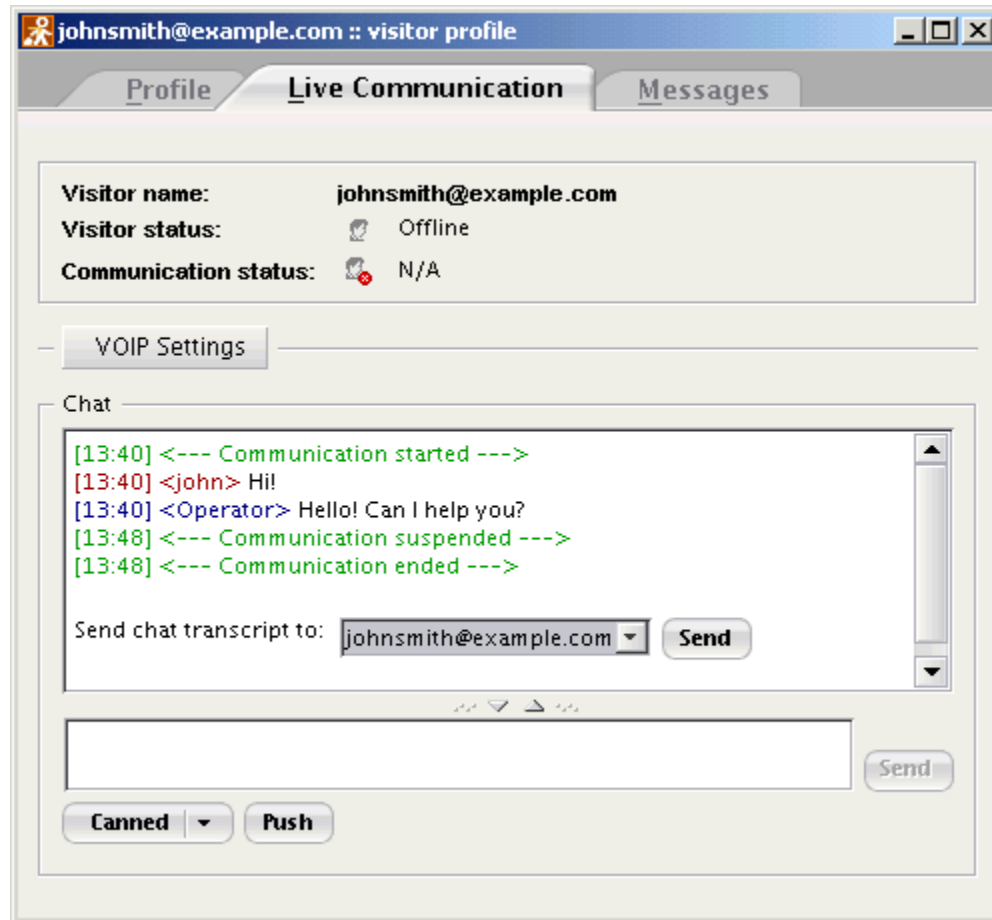 johnsmith@example.com :: visitor profile
Profile Live Communication Messages
Visitor name: johnsmith@example.com
Visitor status: Offline
Communication status: N/A
VOIP Settings
Chat
[13:40] <--- Communication started --->
[13:40] <john> Hi!
[13:40] <Operator> Hello! Can I help you?
[13:48] <--- Communication suspended --->
[13:48] <--- Communication ended --->
Send chat transcript to: johnsmith@example.com Send
Send
Canned Push